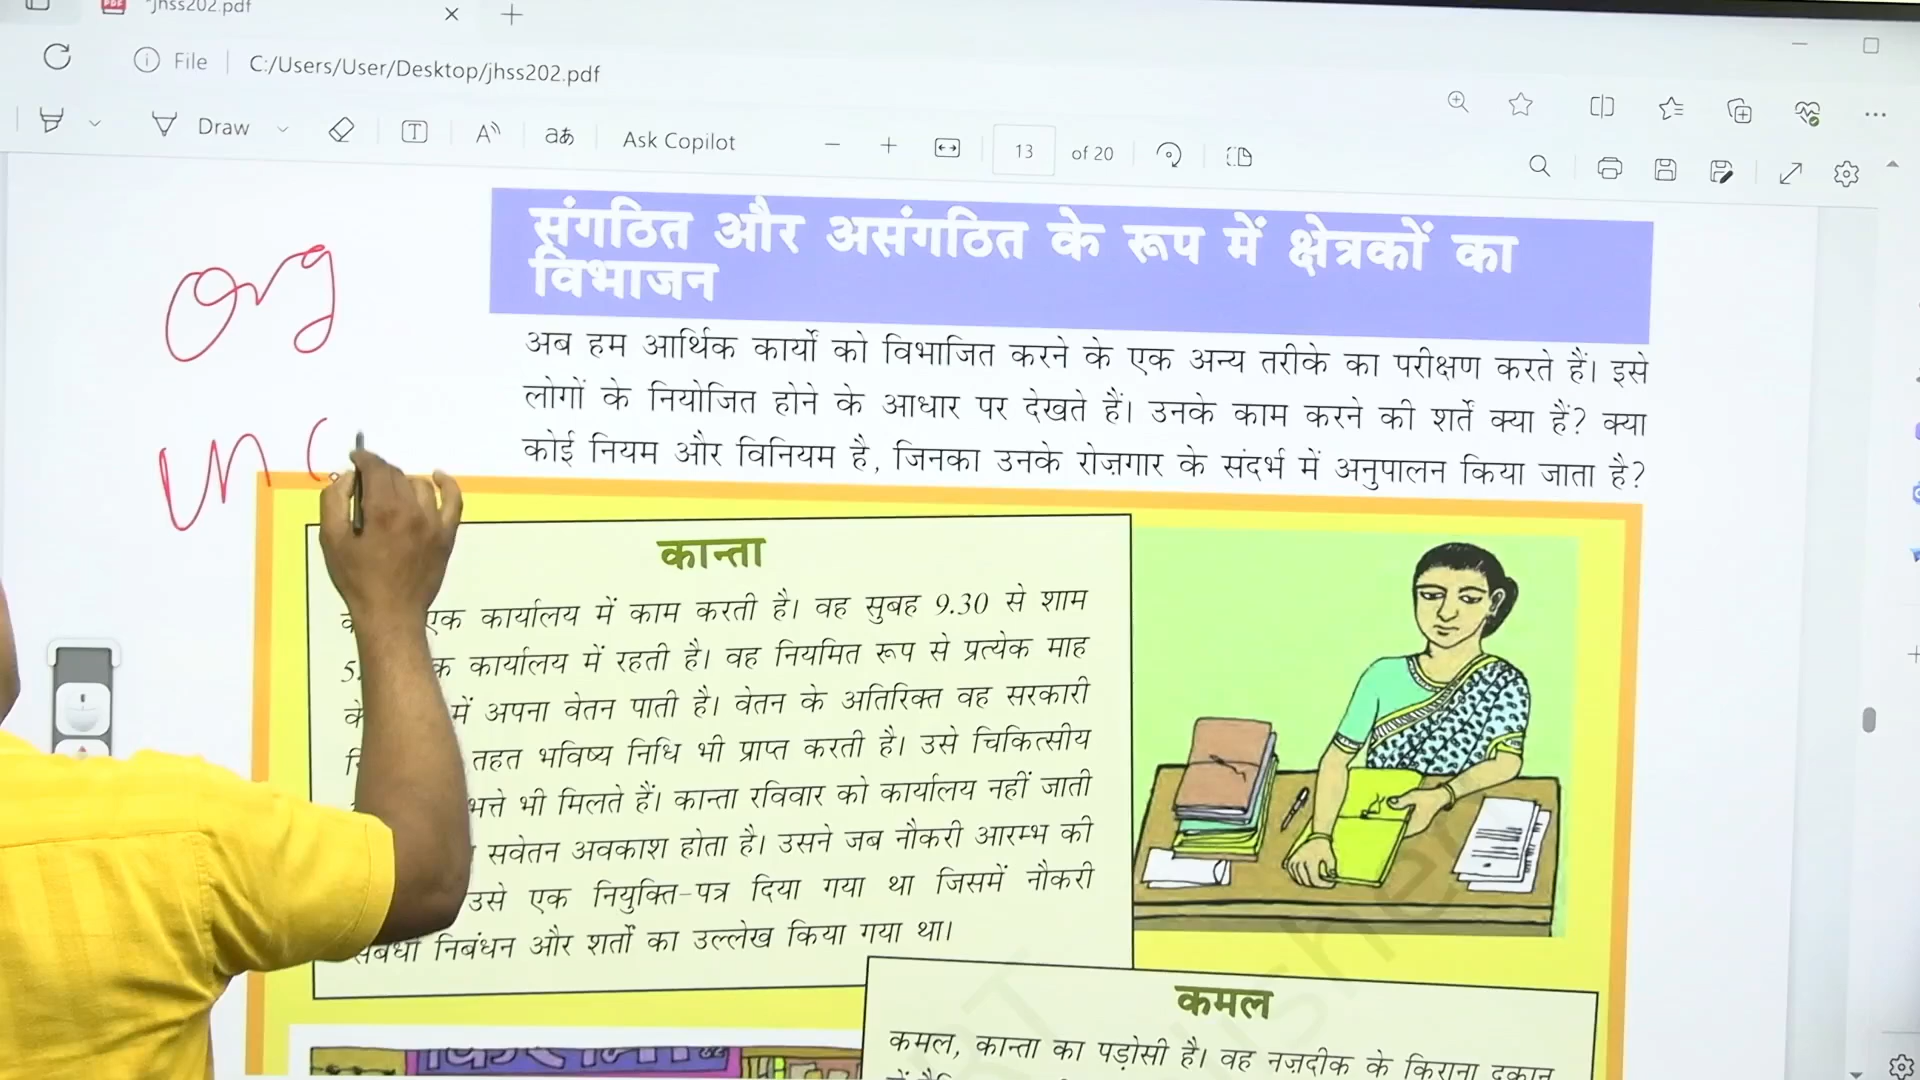 jhss202.pdf
File
C:/Users/User/Desktop/jhss202.pdf
Draw
aあ
Ask Copilot
13
of 20
संगठित और असंगठित के रूप में क्षेत्रकों का
विभाजन
org
un
अब हम आर्थिक कार्यों को विभाजित करने के एक अन्य तरीके का परीक्षण करते हैं। इसे
लोगों के नियोजित होने के आधार पर देखते हैं। उनके काम करने की शर्तें क्या हैं? क्या
कोई नियम और विनियम है, जिनका उनके रोज़गार के संदर्भ में अनुपालन किया जाता है?
कान्ता
एक कार्यालय में काम करती है। वह सुबह 9.30 से शाम
5. कार्यालय में रहती है। वह नियमित रूप से प्रत्येक माह
में अपना वेतन पाती है। वेतन के अतिरिक्त वह सरकारी
तहत भविष्य निधि भी प्राप्त करती है। उसे चिकित्सीय
भत्ते भी मिलते हैं। कान्ता रविवार को कार्यालय नहीं जाती
सवेतन अवकाश होता है। उसने जब नौकरी आरम्भ की
उसे एक नियुक्ति-पत्र दिया गया था जिसमें नौकरी
निबंधन और शर्तों का उल्लेख किया गया था।
कमल
कमल, कान्ता का पड़ोसी है। वह नज़दीक के किराना दुकान